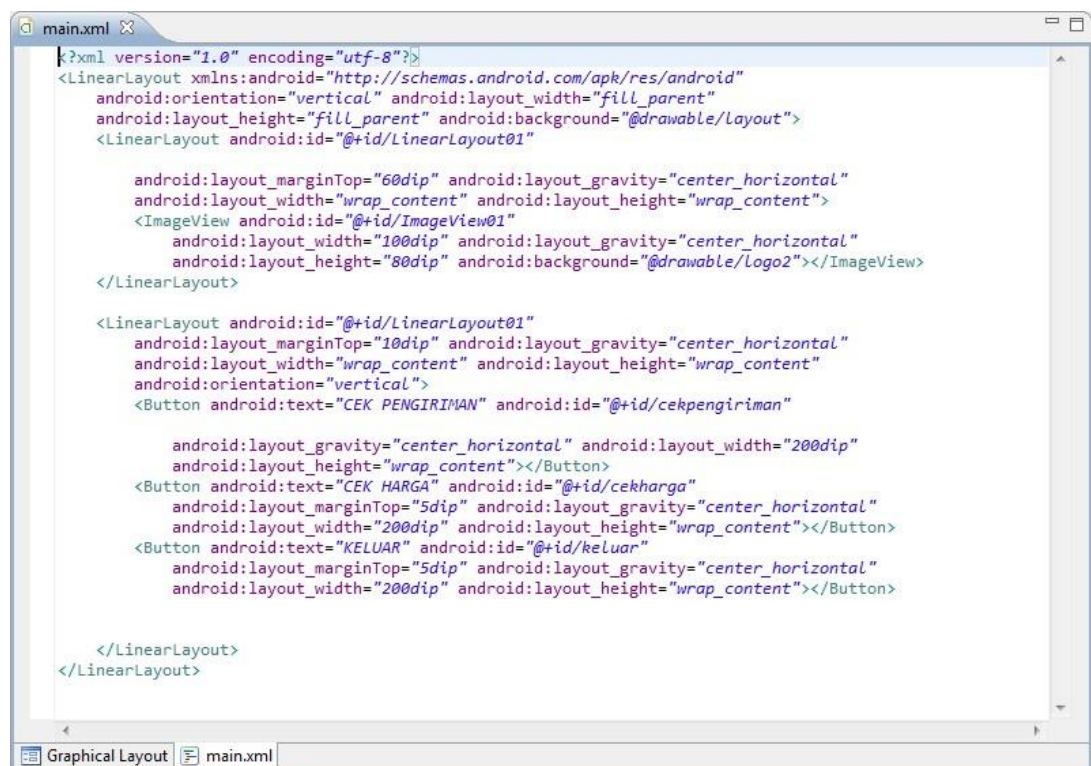 main.xml
<?xml version="1.0" encoding="utf-8"?>
<LinearLayout xmlns:android="http://schemas.android.com/apk/res/android"
    android:orientation="vertical" android:layout_width="fill_parent"
    android:layout_height="fill_parent" android:background="@drawable/layout">
    <LinearLayout android:id="@+id/LinearLayout01"

        android:layout_marginTop="60dip" android:layout_gravity="center_horizontal"
        android:layout_width="wrap_content" android:layout_height="wrap_content">
        <ImageView android:id="@+id/ImageView01"
            android:layout_width="100dip" android:layout_gravity="center_horizontal"
            android:layout_height="80dip" android:background="@drawable/logo2"></ImageView>
    </LinearLayout>

    <LinearLayout android:id="@+id/LinearLayout01"
        android:layout_marginTop="10dip" android:layout_gravity="center_horizontal"
        android:layout_width="wrap_content" android:layout_height="wrap_content"
        android:orientation="vertical">
        <Button android:text="CEK PENGIRIMAN" android:id="@+id/cekpengiriman"

            android:layout_gravity="center_horizontal" android:layout_width="200dip"
            android:layout_height="wrap_content"></Button>
        <Button android:text="CEK HARGA" android:id="@+id/cekharga"
            android:layout_marginTop="5dip" android:layout_gravity="center_horizontal"
            android:layout_width="200dip" android:layout_height="wrap_content"></Button>
        <Button android:text="KELUAR" android:id="@+id/keluar"
            android:layout_marginTop="5dip" android:layout_gravity="center_horizontal"
            android:layout_width="200dip" android:layout_height="wrap_content"></Button>

    </LinearLayout>
</LinearLayout>
Graphical Layout main.xml